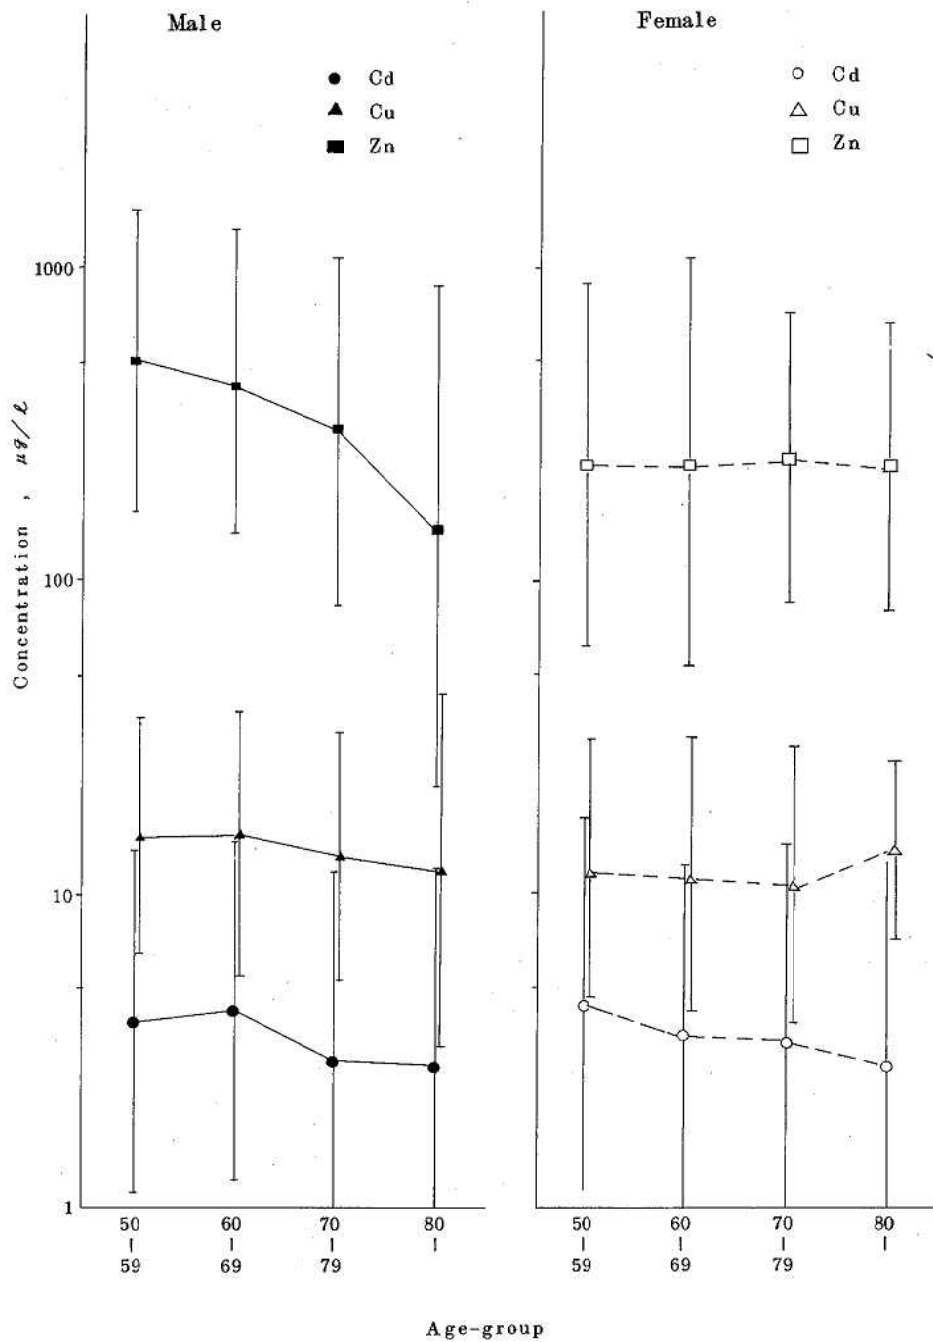 Male
Female
● Cd
▲ Cu
■ Zn
○ Cd
△ Cu
□ Zn
Concentration , μg/ℓ
1000
100
10
1
50 60 70 80
| | | |
59 69 79
50 60 70 80
| | | |
59 69 79
Age-group